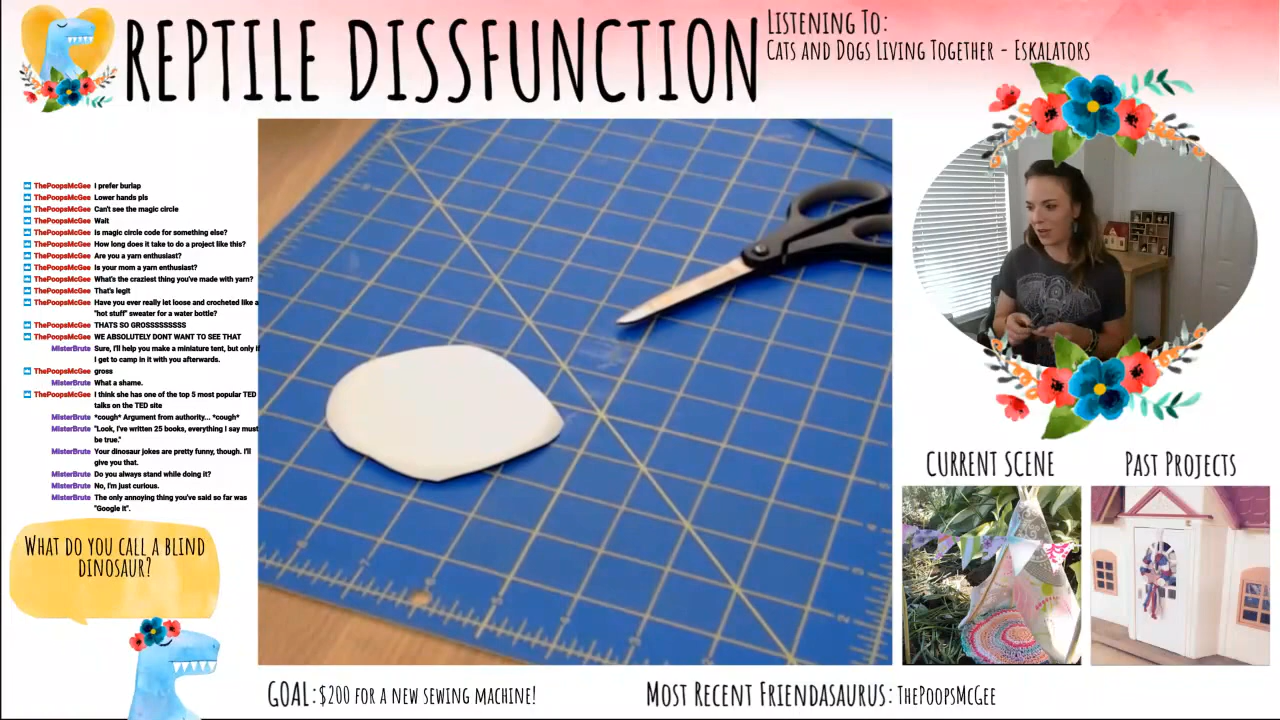 REPTILE DISSFUNCTION
LISTENING TO:
CATS AND DOGS LIVING TOGETHER - ESKALATORS
ThePoopsMcGee I prefer burlap
ThePoopsMcGee Lower hands pls
ThePoopsMcGee Can't see the magic circle
ThePoopsMcGee Wait
ThePoopsMcGee Is magic circle code for something else?
ThePoopsMcGee How long does it take to do a project like this?
ThePoopsMcGee Are you a yarn enthusiast?
ThePoopsMcGee Is your mom a yarn enthusiast?
ThePoopsMcGee What's the craziest thing you've made with yarn?
ThePoopsMcGee That's legit
ThePoopsMcGee Have you ever really let loose and crocheted like a
"hot stuff" sweater for a water bottle?
ThePoopsMcGee THATS SO GROSSSSSSSSS
ThePoopsMcGee WE ABSOLUTELY DONT WANT TO SEE THAT
MisterBrute Sure, I'll help you make a miniature tent, but only if
I get to camp in it with you afterwards.
ThePoopsMcGee gross
MisterBrute What a shame.
ThePoopsMcGee I think she has one of the top 5 most popular TED
talks on the TED site
MisterBrute *cough* Argument from authority... *cough*
MisterBrute "Look, I've written 25 books, everything I say must
be true."
MisterBrute Your dinosaur jokes are pretty funny, though. I'll
give you that.
MisterBrute Do you always stand while doing it?
MisterBrute No, I'm just curious.
MisterBrute The only annoying thing you've said so far was
"Google it".
WHAT DO YOU CALL A BLIND
DINOSAUR?
CURRENT SCENE
PAST PROJECTS
GOAL: $200 FOR A NEW SEWING MACHINE!
MOST RECENT FRIENDASAURUS: THEPOOPSMCGEE